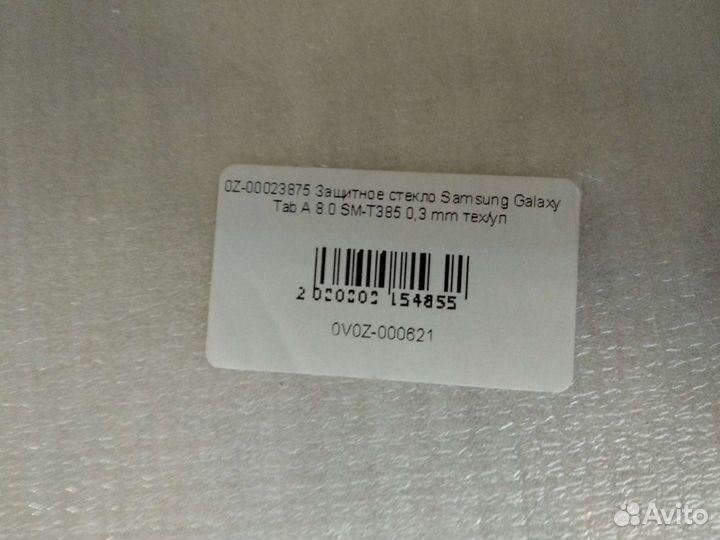 0Z-00023875 Защитное стекло Samsung Galaxy
Tab A 8.0 SM-T385 0,3 mm тех/уп
2 000000 154855
0V0Z-000621
Avito